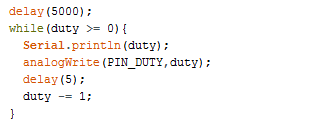 delay(5000);
while(duty >= 0){
  Serial.println(duty);
  analogWrite(PIN_DUTY,duty);
  delay(5);
  duty -= 1;
}